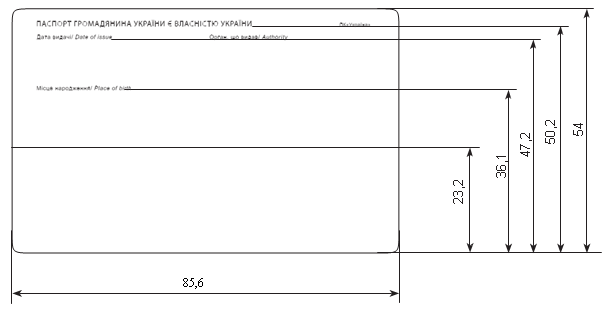 ПАСПОРТ ГРОМАДЯНИНА УКРАЇНИ Є ВЛАСНІСТЮ УКРАЇНИ
Дата видачі/ Date of issue
Орган, що видав/ Authority
Місце народження/ Place of birth
54
50,2
47,2
36,1
23,2
85,6